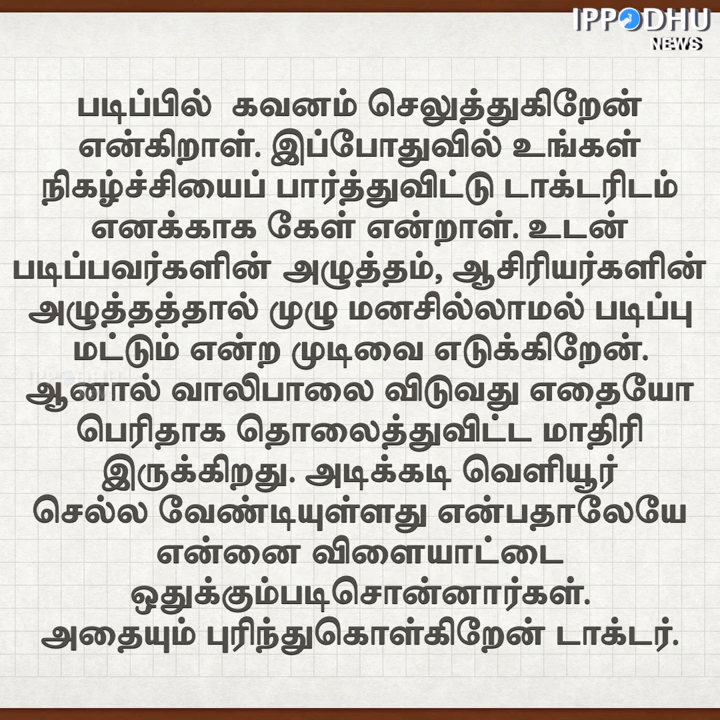 IPPODHU
NEWS
படிப்பில் கவனம் செலுத்துகிறேன்
என்கிறாள். இப்போதுவில் உங்கள்
நிகழ்ச்சியைப் பார்த்துவிட்டு டாக்டரிடம்
எனக்காக கேள் என்றாள். உடன்
படிப்பவர்களின் அழுத்தம், ஆசிரியர்களின்
அழுத்தத்தால் முழு மனசில்லாமல் படிப்பு
மட்டும் என்ற முடிவை எடுக்கிறேன்.
ஆனால் வாலிபாலை விடுவது எதையோ
பெரிதாக தொலைத்துவிட்ட மாதிரி
இருக்கிறது. அடிக்கடி வெளியூர்
செல்ல வேண்டியுள்ளது என்பதாலேயே
என்னை விளையாட்டை
ஒதுக்கும்படிசொன்னார்கள்.
அதையும் புரிந்துகொள்கிறேன் டாக்டர்.